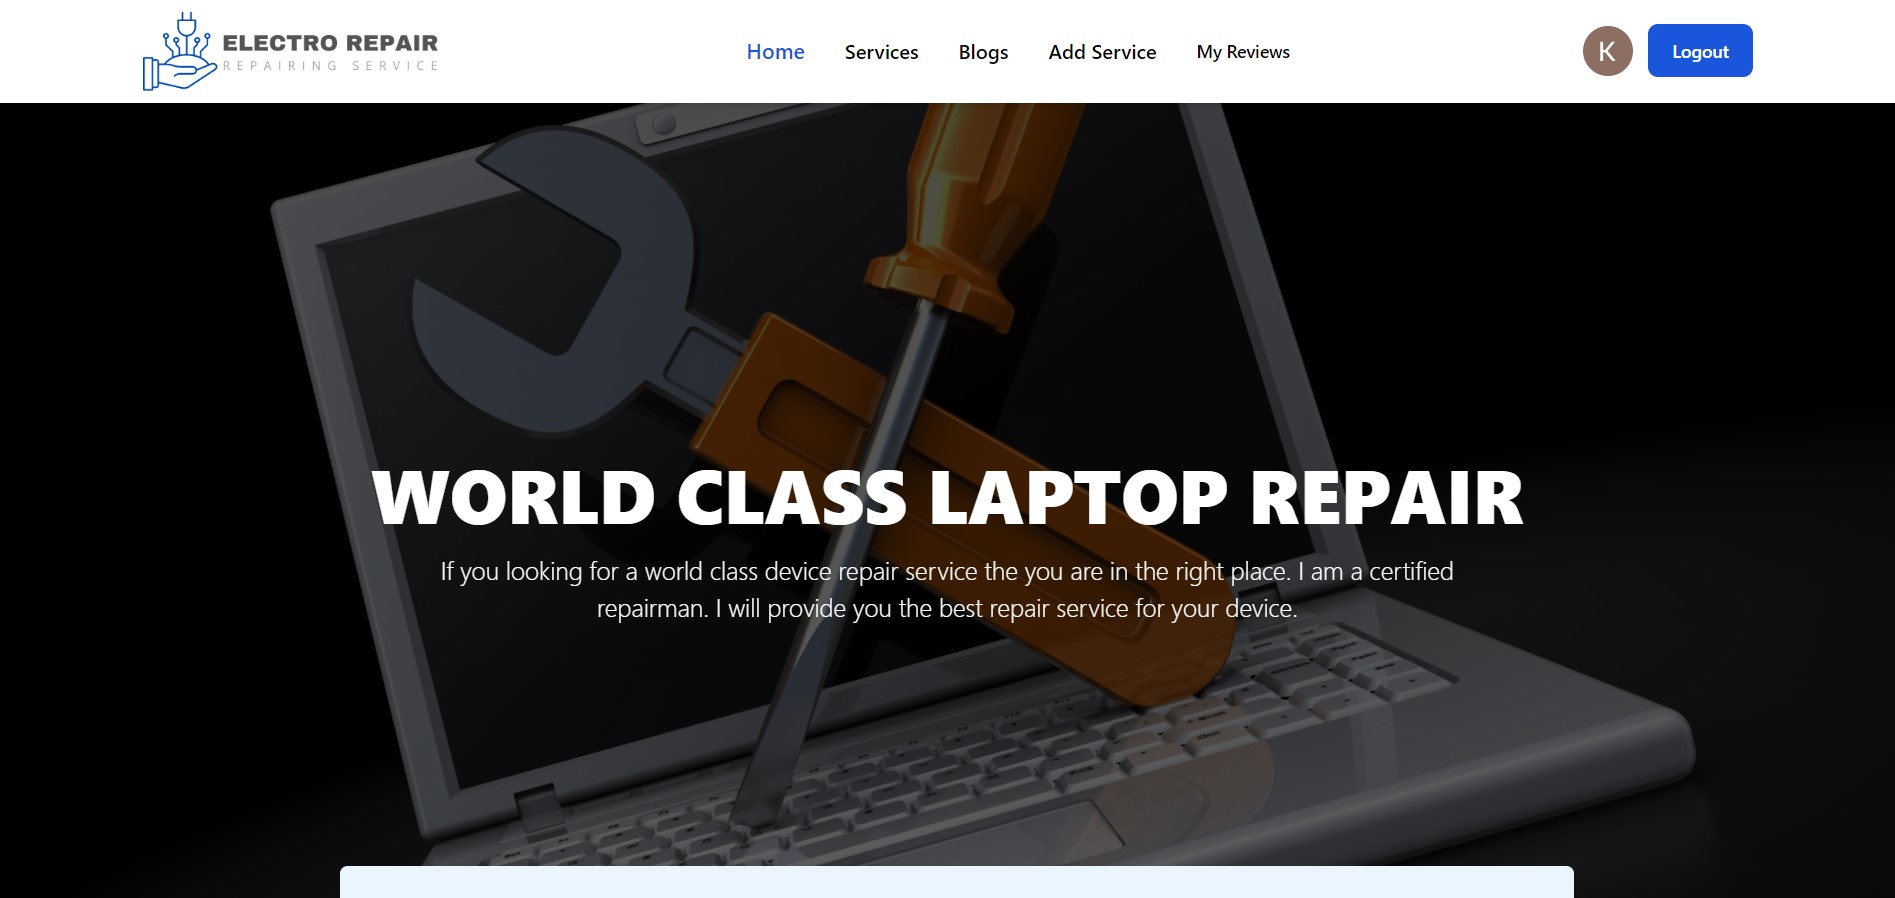 ELECTRO REPAIR
REPAIRING SERVICE
Home
Services
Blogs
Add Service
My Reviews
K
Logout
WORLD CLASS LAPTOP REPAIR
If you looking for a world class device repair service the you are in the right place. I am a certified
repairman. I will provide you the best repair service for your device.